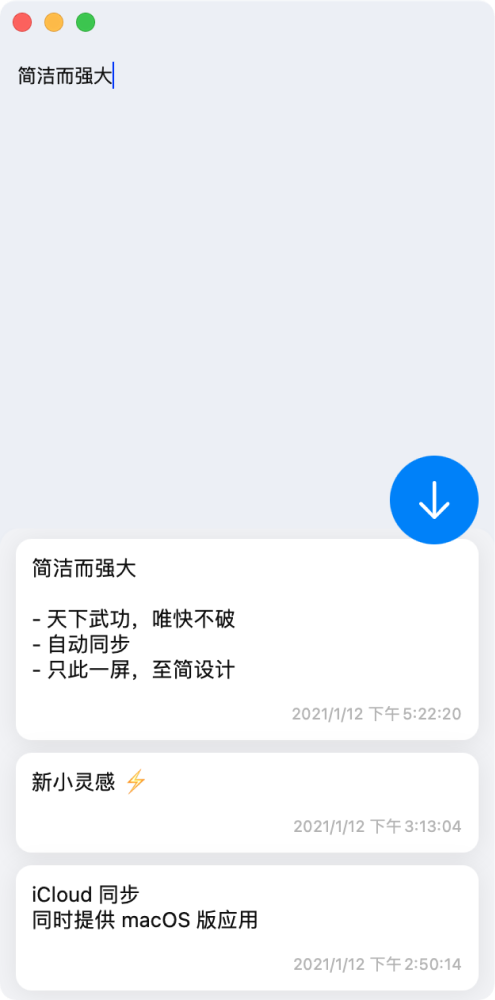 简洁而强大
简洁而强大
- 天下武功，唯快不破
- 自动同步
- 只此一屏，至简设计
2021/1/12 下午5:22:20
新小灵感 ⚡
2021/1/12 下午3:13:04
iCloud 同步
同时提供 macOS 版应用
2021/1/12 下午2:50:14